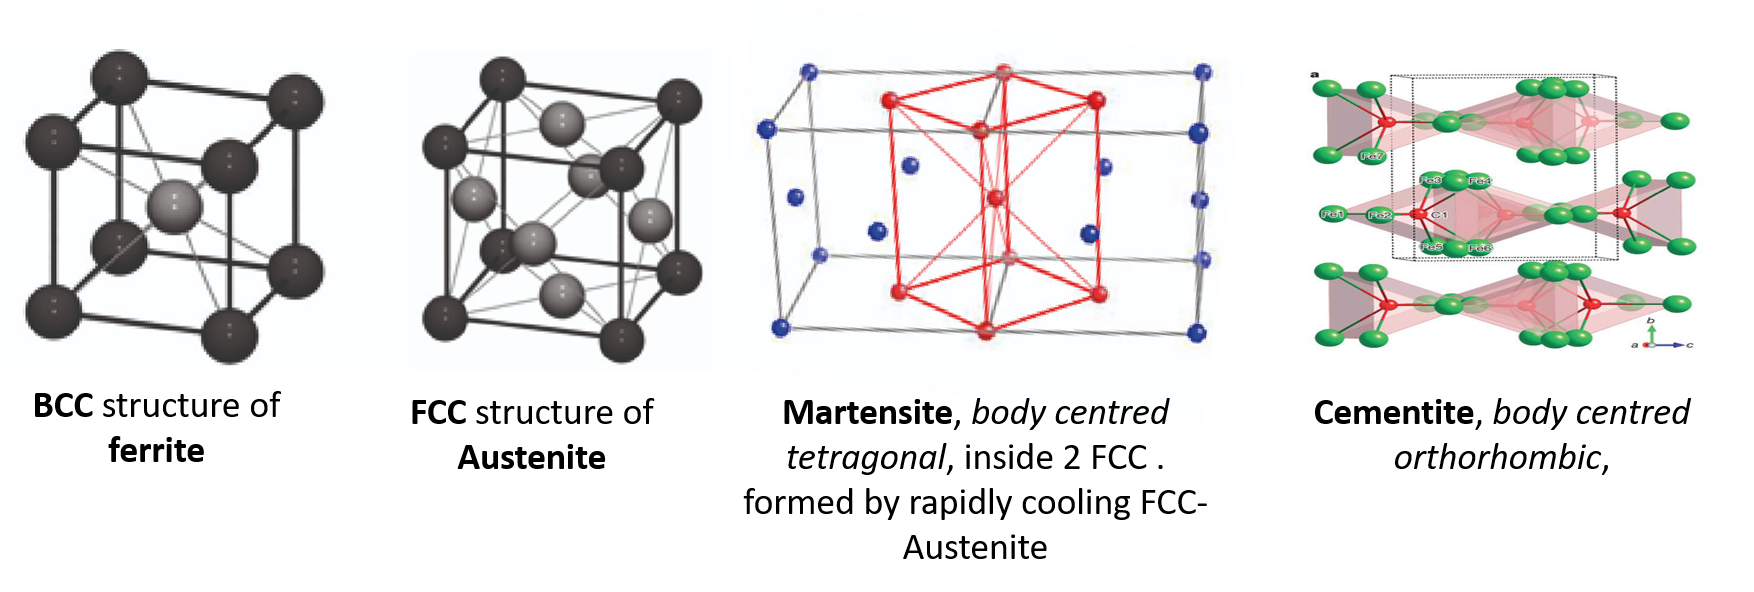 a
Fe7
Fe3 Fe4
Fe1 Fe2 C1
Fe5 Fe6
b
a c
BCC structure of
ferrite
FCC structure of
Austenite
Martensite, body centred
tetragonal, inside 2 FCC .
formed by rapidly cooling FCC-
Austenite
Cementite, body centred
orthorhombic,